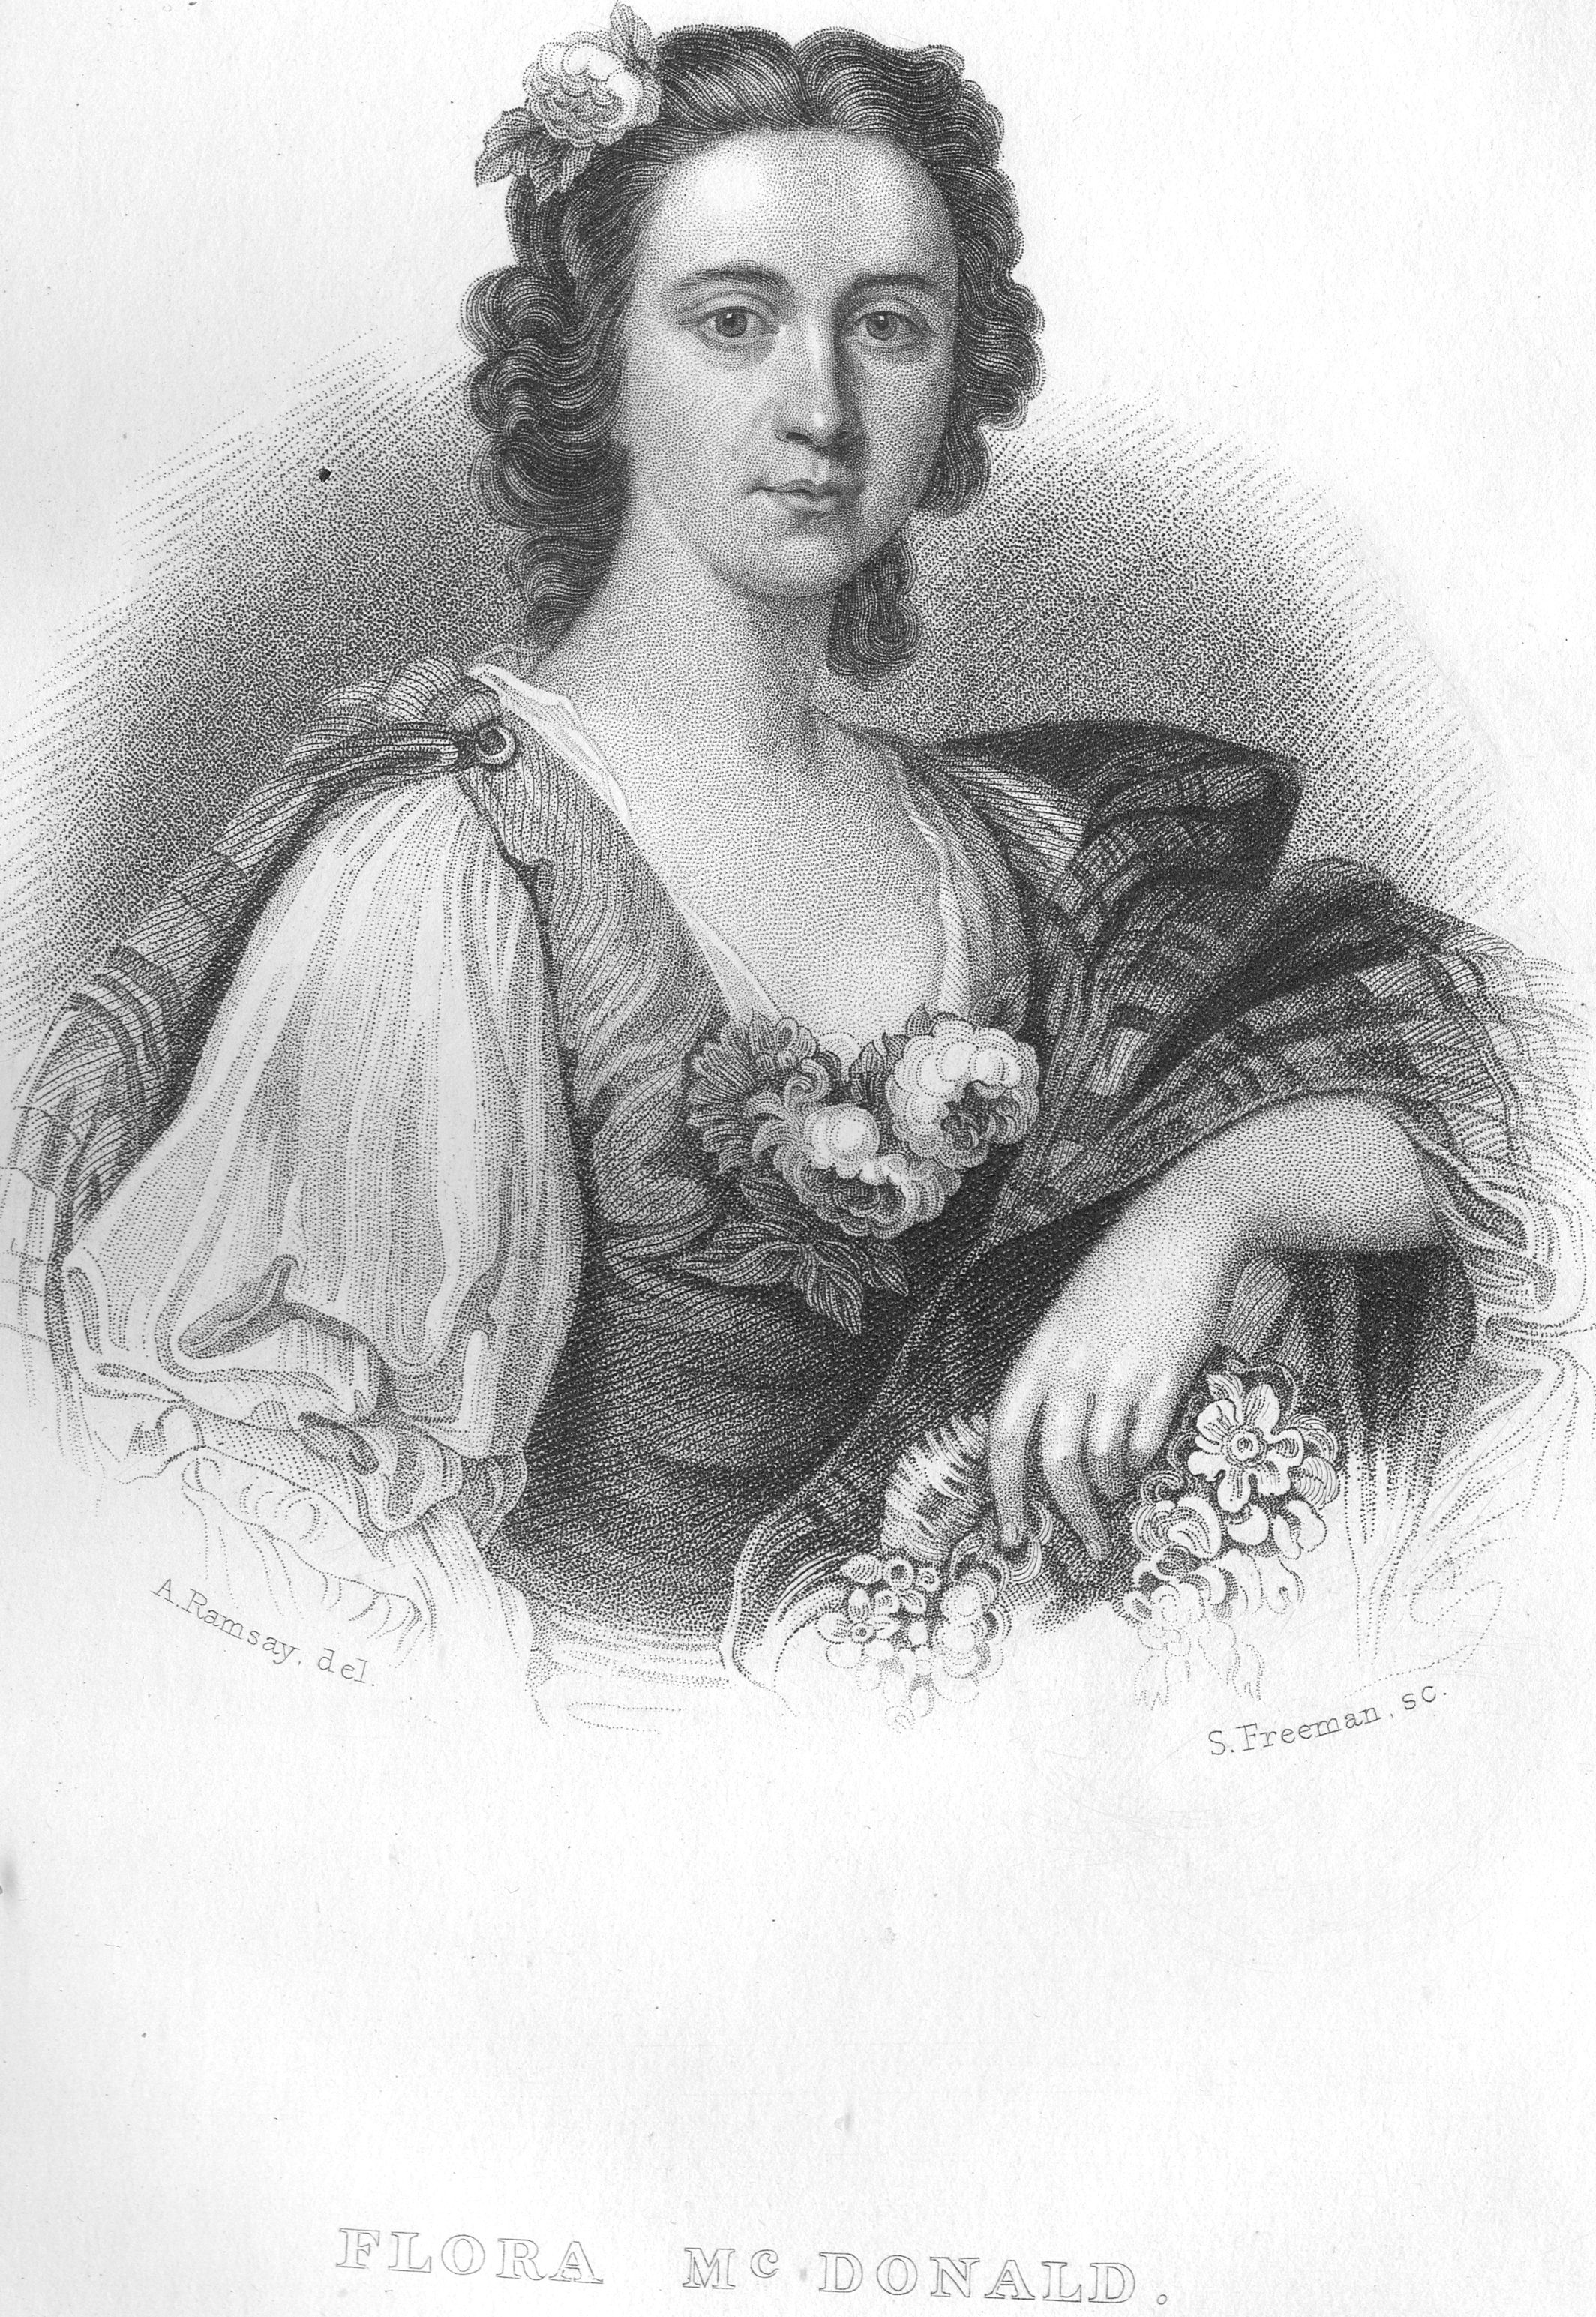 A. Ramsay, del.
S. Freeman, sc.
FLORA Mc DONALD.